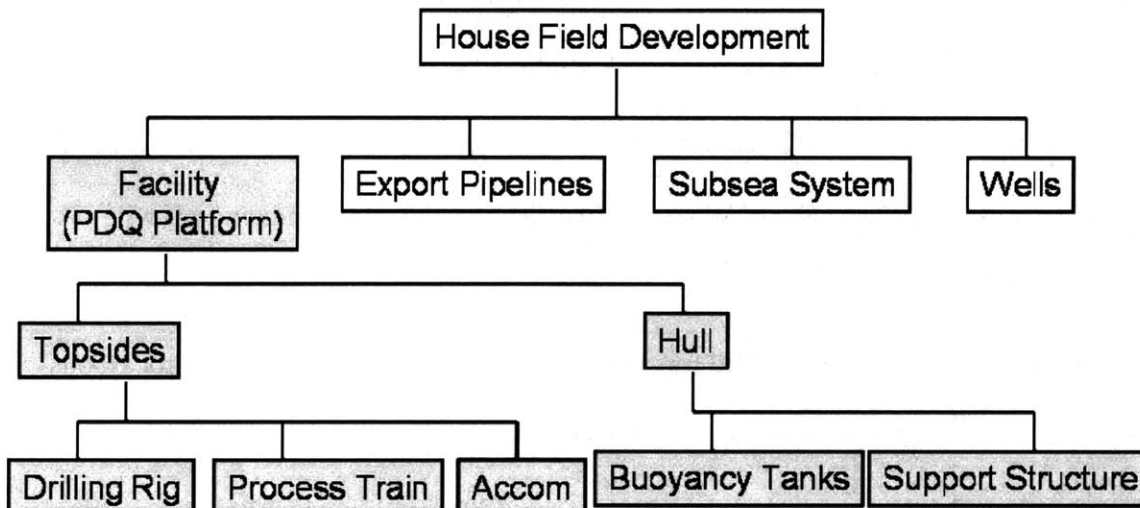 House Field Development
Facility
(PDQ Platform)
Export Pipelines
Subsea System
Wells
Topsides
Hull
Drilling Rig
Process Train
Accom
Buoyancy Tanks
Support Structure